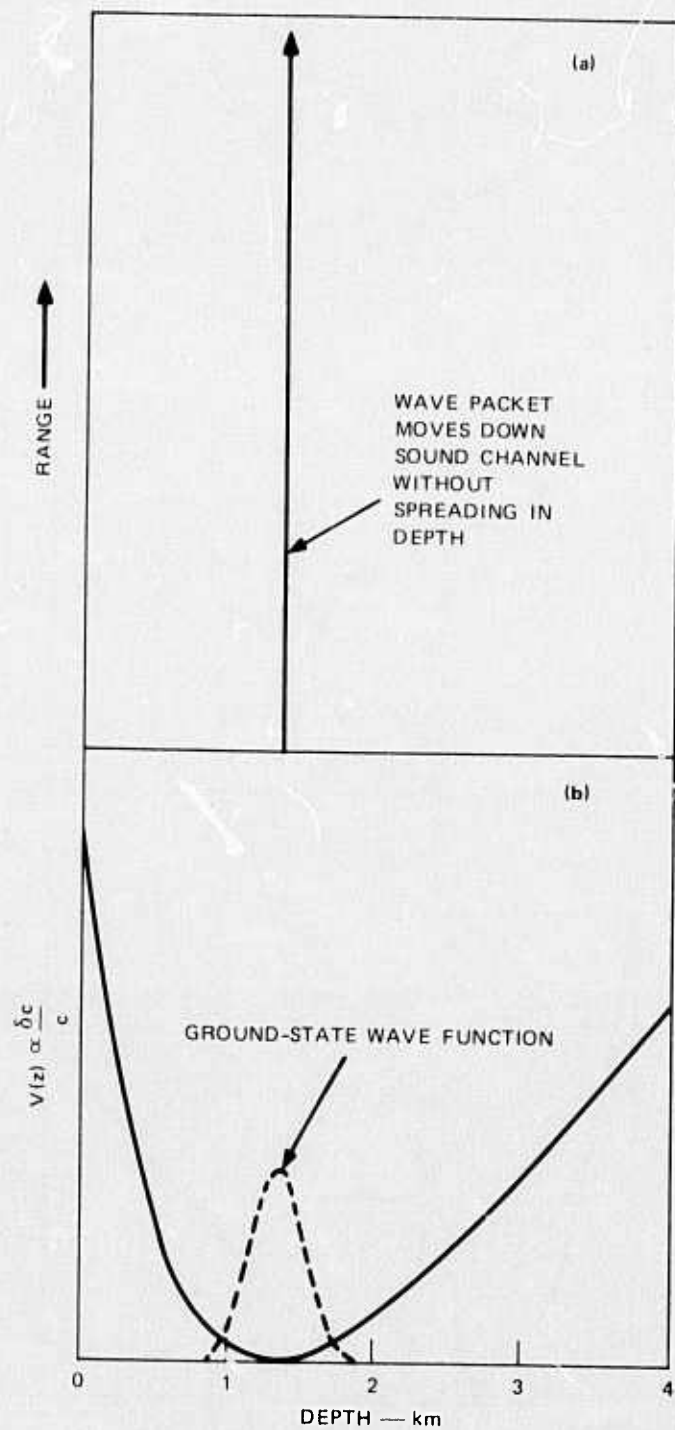 (a)
RANGE
WAVE PACKET
MOVES DOWN
SOUND CHANNEL
WITHOUT
SPREADING IN
DEPTH
(b)
V(z) ∝ δc/c
GROUND-STATE WAVE FUNCTION
0 1 2 3 4
DEPTH — km